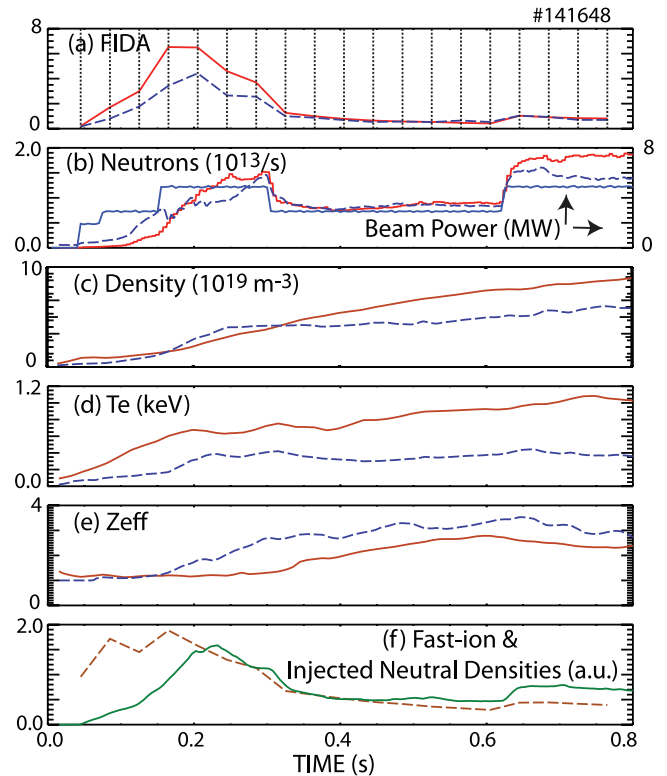 #141648
8
(a) FIDA
0
2.0
(b) Neutrons (10¹³/s)
8
Beam Power (MW)
0.0
0
10
(c) Density (10¹⁹ m⁻³)
0
1.2
(d) Te (keV)
0.0
4
(e) Zeff
0
2.0
(f) Fast-ion &
Injected Neutral Densities (a.u.)
0.0
0.0 0.2 0.4 0.6 0.8
TIME (s)